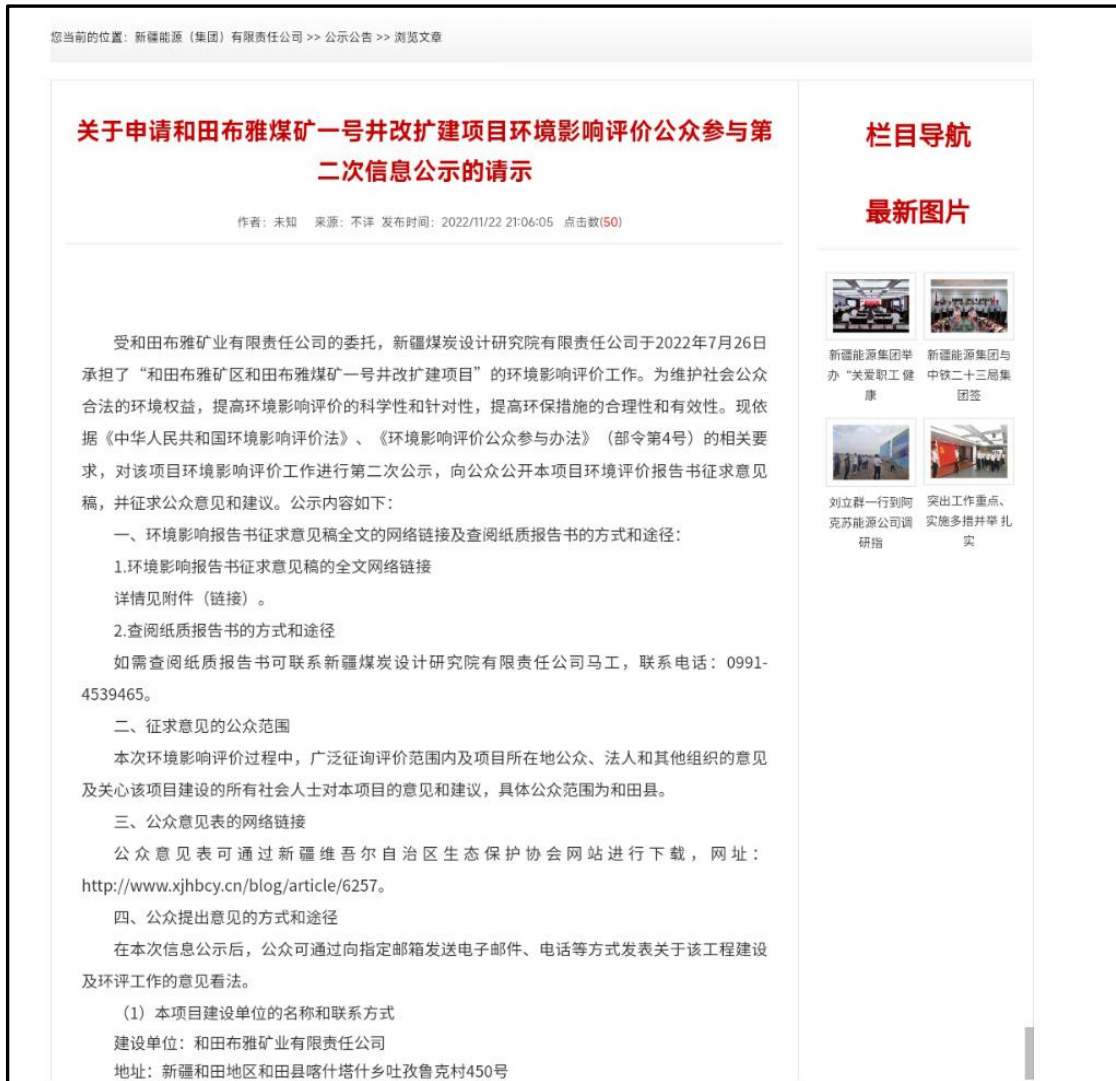 您当前的位置：新疆能源（集团）有限责任公司 >> 公示公告 >> 浏览文章
关于申请和田布雅煤矿一号井改扩建项目环境影响评价公众参与第
二次信息公示的请示
作者：未知 来源：不详 发布时间：2022/11/22 21:06:05 点击数(50)
受和田布雅矿业有限责任公司的委托，新疆煤炭设计研究院有限责任公司于2022年7月26日
承担了“和田布雅矿区和田布雅煤矿一号井改扩建项目”的环境影响评价工作。为维护社会公众
合法的环境权益，提高环境影响评价的科学性和针对性，提高环保措施的合理性和有效性。现依
据《中华人民共和国环境影响评价法》、《环境影响评价公众参与办法》（部令第4号）的相关要
求，对该项目环境影响评价工作进行第二次公示，向公众公开本项目环境评价报告书征求意见
稿，并征求公众意见和建议。公示内容如下：
一、环境影响报告书征求意见稿全文的网络链接及查阅纸质报告书的方式和途径：
1.环境影响报告书征求意见稿的全文网络链接
详情见附件（链接）。
2.查阅纸质报告书的方式和途径
如需查阅纸质报告书可联系新疆煤炭设计研究院有限责任公司马工，联系电话：0991-
4539465。
二、征求意见的公众范围
本次环境影响评价过程中，广泛征询评价范围内及项目所在地公众、法人和其他组织的意见
及关心该项目建设的所有社会人士对本项目的意见和建议，具体公众范围为和田县。
三、公众意见表的网络链接
公众意见表可通过新疆维吾尔自治区生态保护协会网站进行下载，网址：
http://www.xjhbcy.cn/blog/article/6257。
四、公众提出意见的方式和途径
在本次信息公示后，公众可通过向指定邮箱发送电子邮件、电话等方式发表关于该工程建设
及环评工作的意见看法。
（1）本项目建设单位的名称和联系方式
建设单位：和田布雅矿业有限责任公司
地址：新疆和田地区和田县喀什塔什乡吐孜鲁克村450号
栏目导航
最新图片
新疆能源集团举
办“关爱职工 健
康
新疆能源集团与
中铁二十三局集
团签
刘立群一行到阿
克苏能源公司调
研指
突出工作重点、
实施多措并举 扎
实